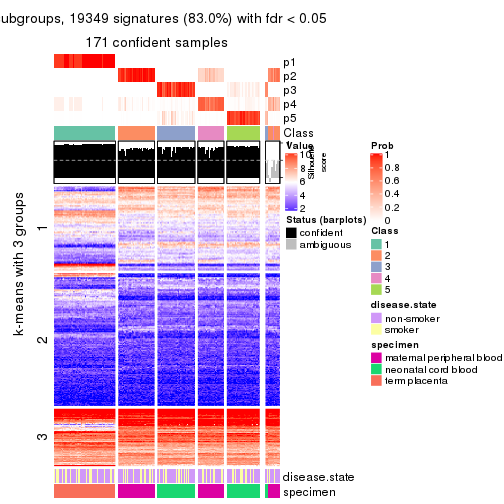 ubgroups, 19349 signatures (83.0%) with fdr < 0.05
171 confident samples
p1
p2
p3
p4
p5
Class
Silhouette
score
k-means with 3 groups
1
2
3
disease.state
specimen
Value
10
8
6
4
2
Status (barplots)
confident
ambiguous
Prob
1
0.8
0.6
0.4
0.2
0
Class
1
2
3
4
5
disease.state
non-smoker
smoker
specimen
maternal peripheral blood
neonatal cord blood
term placenta